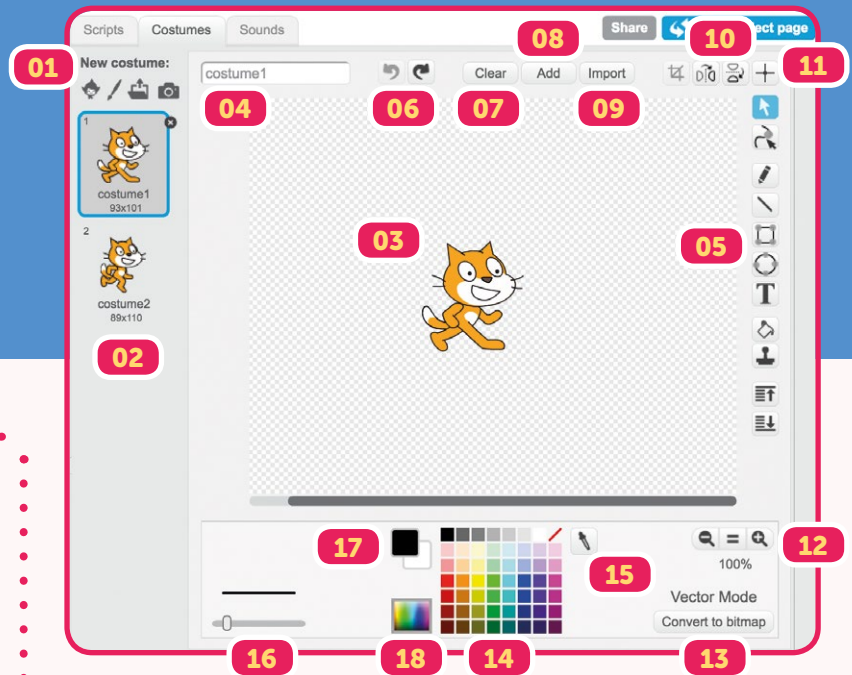 Scripts
Costumes
Sounds
Share
ect page
08
10
01
New costume:
11
costume1
Clear
Add
Import
04
06
07
09
1
costume1
93x101
2
costume2
89x110
02
03
05
T
17
12
100%
15
Vector Mode
Convert to bitmap
16
18
14
13